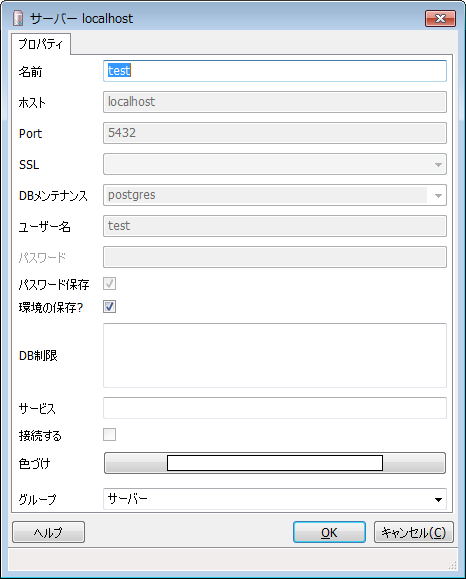 サーバー localhost
プロパティ
名前 test
ホスト localhost
Port 5432
SSL
DBメンテナンス postgres
ユーザー名 test
パスワード
パスワード保存
環境の保存?
DB制限
サービス
接続する
色づけ
グループ サーバー
ヘルプ OK キャンセル(C)